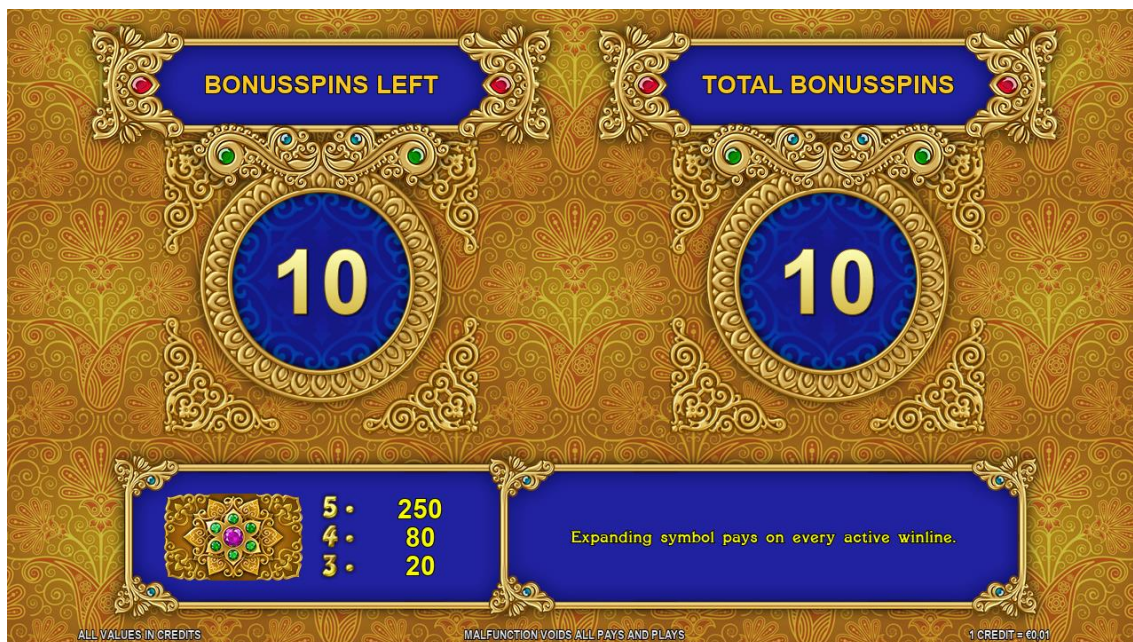 BONUSSPINS LEFT
TOTAL BONUSSPINS
10
10
5. 250
4. 80
3. 20
Expanding symbol pays on every active winline.
ALL VALUES IN CREDITS
MALFUNCTION VOIDS ALL PAYS AND PLAYS
1 CREDIT = €0,01